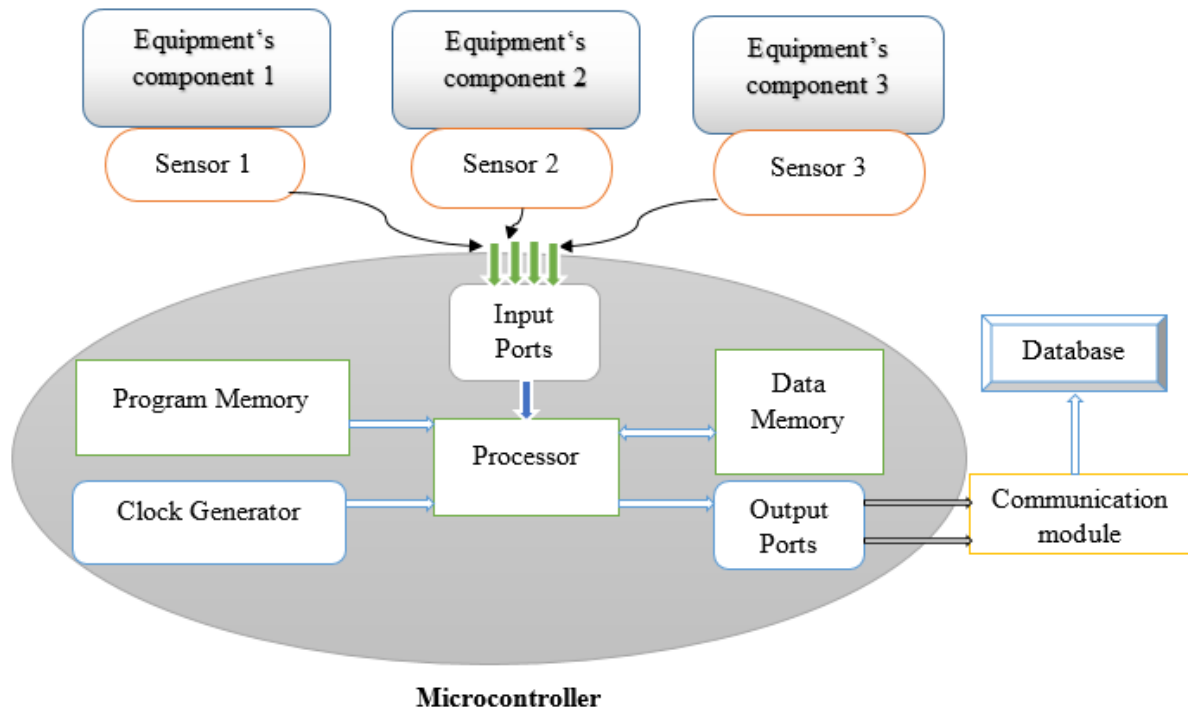 Equipment‘s
component 1
Equipment‘s
component 2
Equipment’s
component 3
Sensor 1
Sensor 2
Sensor 3
Input
Ports
Database
Program Memory
Data
Memory
Processor
Clock Generator
Output
Ports
Communication
module
Microcontroller